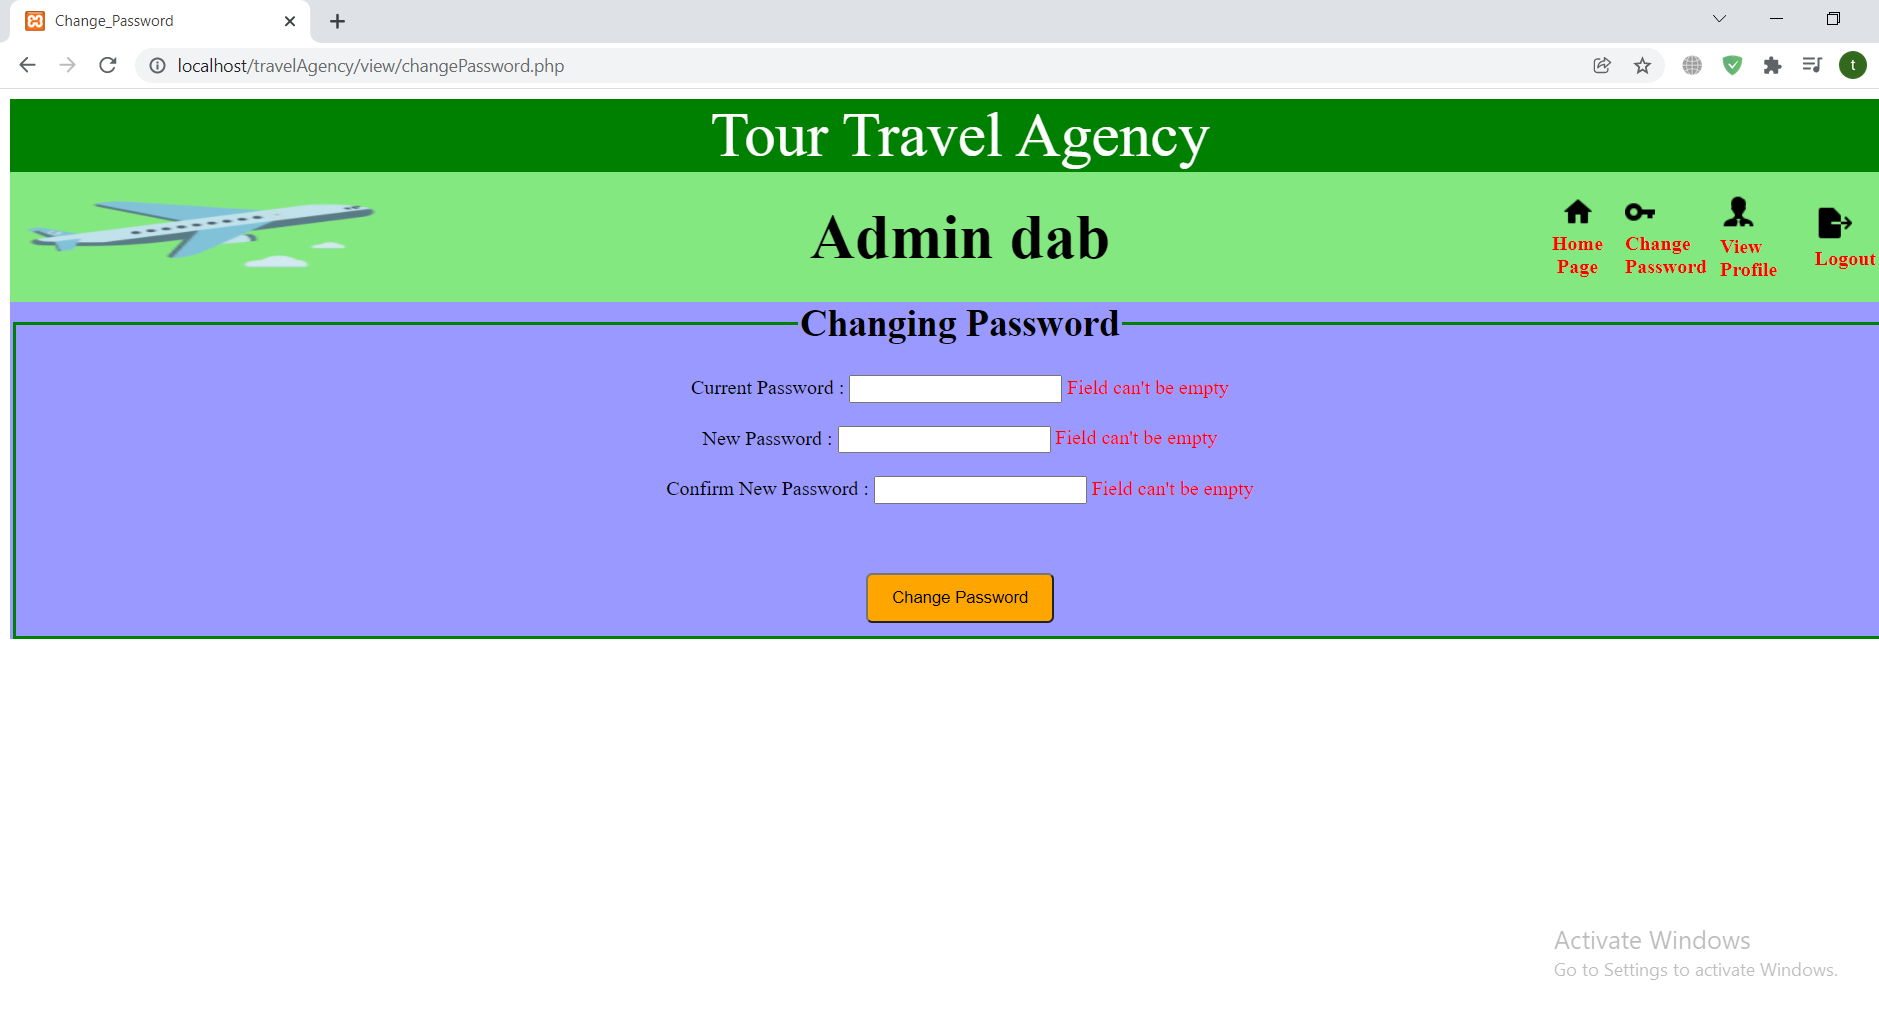 Change_Password
localhost/travelAgency/view/changePassword.php
t
Tour Travel Agency
Admin dab
Home Page
Change Password
View Profile
Logout
Changing Password
Current Password : Field can't be empty
New Password : Field can't be empty
Confirm New Password : Field can't be empty
Change Password
Activate Windows
Go to Settings to activate Windows.